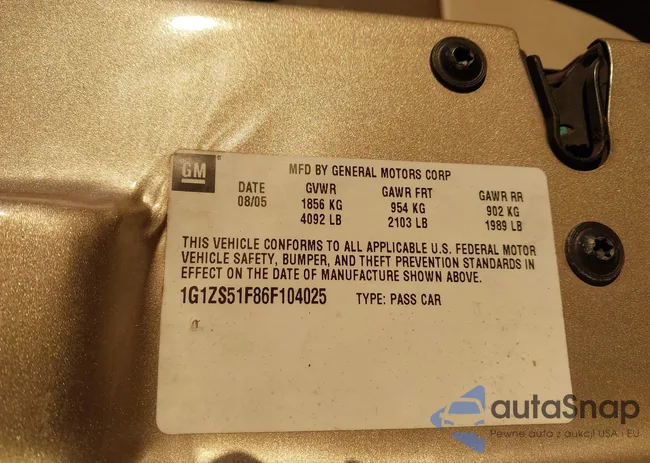 GM
MFD BY GENERAL MOTORS CORP
DATE GVWR GAWR FRT GAWR RR
08/05 1856 KG 954 KG 902 KG
4092 LB 2103 LB 1989 LB
THIS VEHICLE CONFORMS TO ALL APPLICABLE U.S. FEDERAL MOTOR
VEHICLE SAFETY, BUMPER, AND THEFT PREVENTION STANDARDS IN
EFFECT ON THE DATE OF MANUFACTURE SHOWN ABOVE.
1G1ZS51F86F104025 TYPE: PASS CAR
autaSnap
Pewne auta z aukcji USA i EU